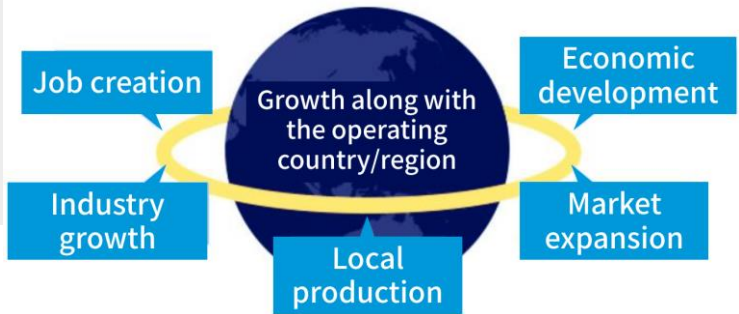 Job creation
Economic
development
Growth along with
the operating
country/region
Industry
growth
Market
expansion
Local
production